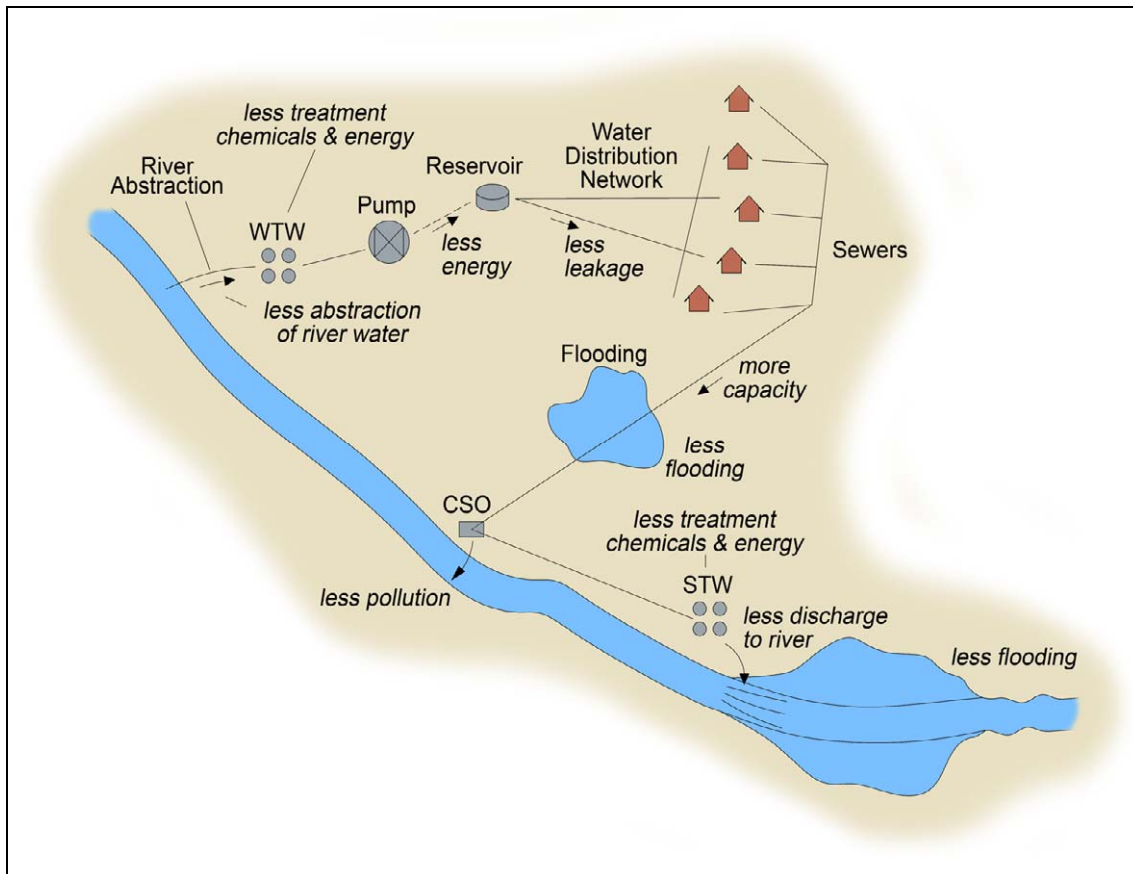 less treatment
chemicals & energy
River
Abstraction
WTW
Pump
Reservoir
Water
Distribution
Network
less
energy
less
leakage
Sewers
less abstraction
of river water
Flooding
more
capacity
less
flooding
CSO
less treatment
chemicals & energy
less pollution
STW
less discharge
to river
less flooding